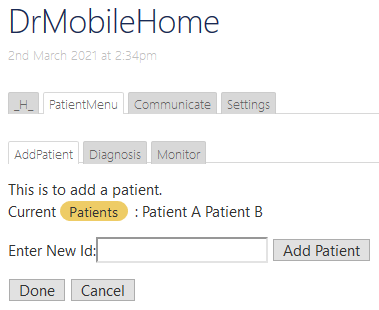 DrMobileHome
2nd March 2021 at 2:34pm
_H_ PatientMenu Communicate Settings
AddPatient Diagnosis Monitor
This is to add a patient.
Current Patients : Patient A Patient B
Enter New Id: Add Patient
Done Cancel